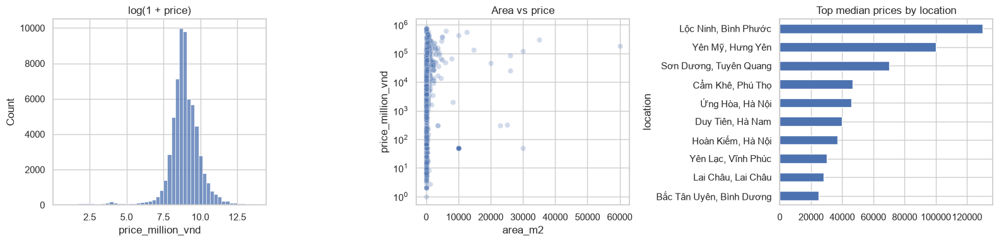 log(1 + price)
Count
10000
8000
6000
4000
2000
0
2.5 5.0 7.5 10.0 12.5
price_million_vnd
Area vs price
price_million_vnd
10⁶
10⁵
10⁴
10³
10²
10¹
10⁰
0 10000 20000 30000 40000 50000 60000
area_m2
Top median prices by location
location
Lộc Ninh, Bình Phước
Yên Mỹ, Hưng Yên
Sơn Dương, Tuyên Quang
Cẩm Khê, Phú Thọ
Ứng Hòa, Hà Nội
Duy Tiên, Hà Nam
Hoàn Kiếm, Hà Nội
Yên Lạc, Vĩnh Phúc
Lai Châu, Lai Châu
Bắc Tân Uyên, Bình Dương
0 20000 40000 60000 80000 100000 120000